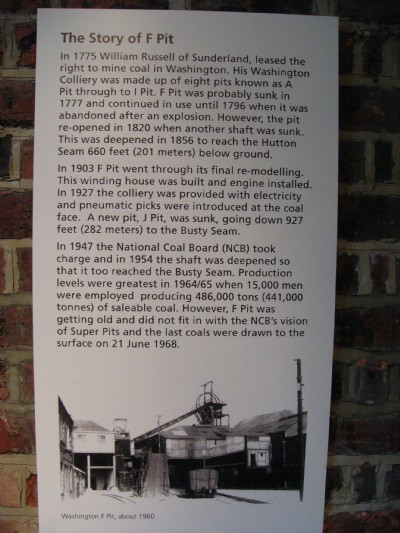 The Story of F Pit
In 1775 William Russell of Sunderland, leased the
right to mine coal in Washington. His Washington
Colliery was made up of eight pits known as A
Pit through to I Pit. F Pit was probably sunk in
1777 and continued in use until 1796 when it was
abandoned after an explosion. However, the pit
re-opened in 1820 when another shaft was sunk.
This was deepened in 1856 to reach the Hutton
Seam 660 feet (201 meters) below ground.
In 1903 F Pit went through its final re-modelling.
This winding house was built and engine installed.
In 1927 the colliery was provided with electricity
and pneumatic picks were introduced at the coal
face. A new pit, J Pit, was sunk, going down 927
feet (282 meters) to the Busty Seam.
In 1947 the National Coal Board (NCB) took
charge and in 1954 the shaft was deepened so
that it too reached the Busty Seam. Production
levels were greatest in 1964/65 when 15,000 men
were employed producing 486,000 tons (441,000
tonnes) of saleable coal. However, F Pit was
getting old and did not fit in with the NCB's vision
of Super Pits and the last coals were drawn to the
surface on 21 June 1968.
Washington F Pit, about 1960